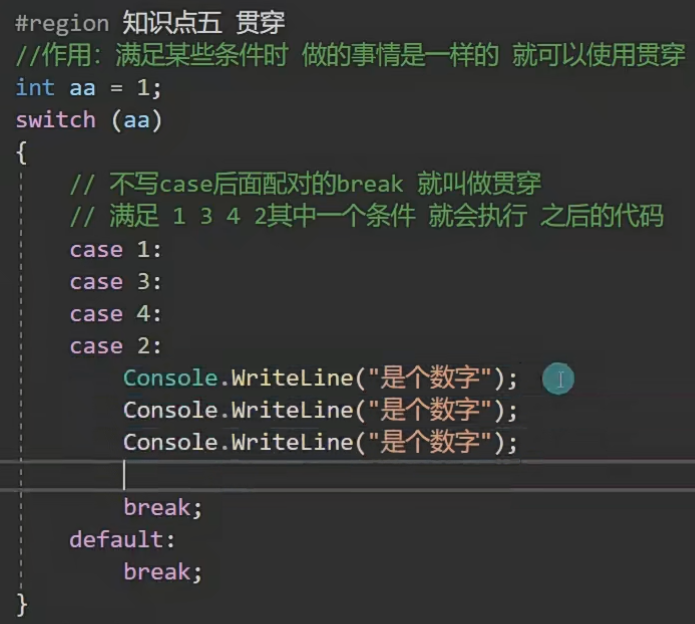 #region 知识点五 贯穿
//作用: 满足某些条件时 做的事情是一样的 就可以使用贯穿
int aa = 1;
switch (aa)
{
// 不写case后面配对的break 就叫做贯穿
// 满足 1 3 4 2其中一个条件 就会执行 之后的代码
case 1:
case 3:
case 4:
case 2:
Console.WriteLine("是个数字");
Console.WriteLine("是个数字");
Console.WriteLine("是个数字");
break;
default:
break;
}